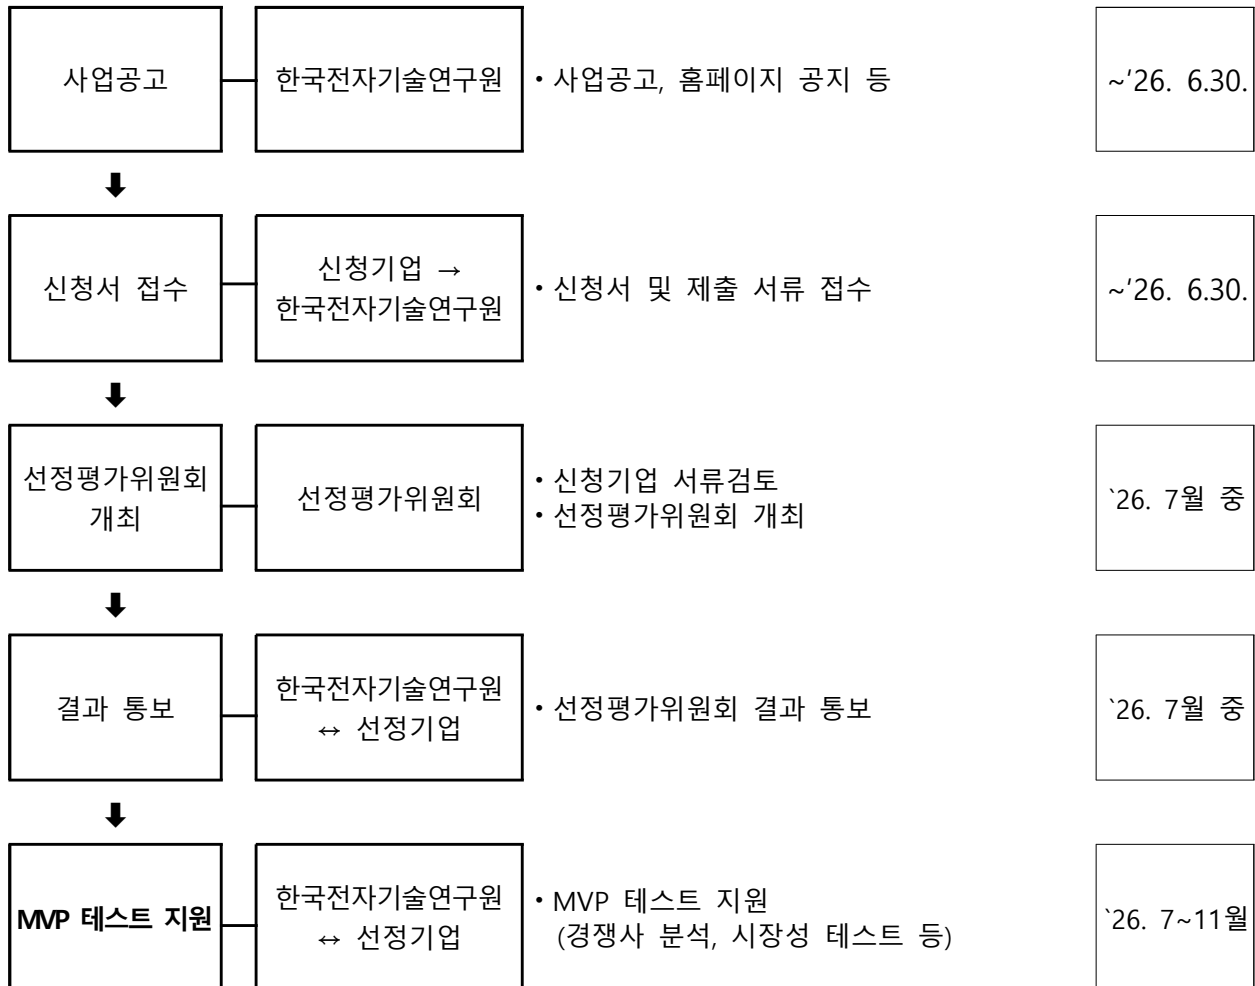 사업공고
한국전자기술연구원
・사업공고, 홈페이지 공지 등
~'26. 6.30.
⬇
신청서 접수
신청기업 →
한국전자기술연구원
・신청서 및 제출 서류 접수
~'26. 6.30.
⬇
선정평가위원회
개최
선정평가위원회
・신청기업 서류검토
・선정평가위원회 개최
`26. 7월 중
⬇
결과 통보
한국전자기술연구원
↔ 선정기업
・선정평가위원회 결과 통보
`26. 7월 중
⬇
MVP 테스트 지원
한국전자기술연구원
↔ 선정기업
・MVP 테스트 지원
(경쟁사 분석, 시장성 테스트 등)
`26. 7~11월